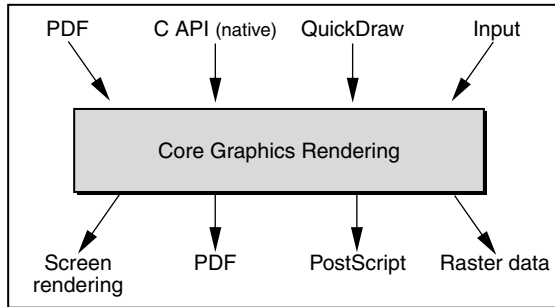 PDF C API (native) QuickDraw Input
Core Graphics Rendering
Screen PDF PostScript Raster data
rendering